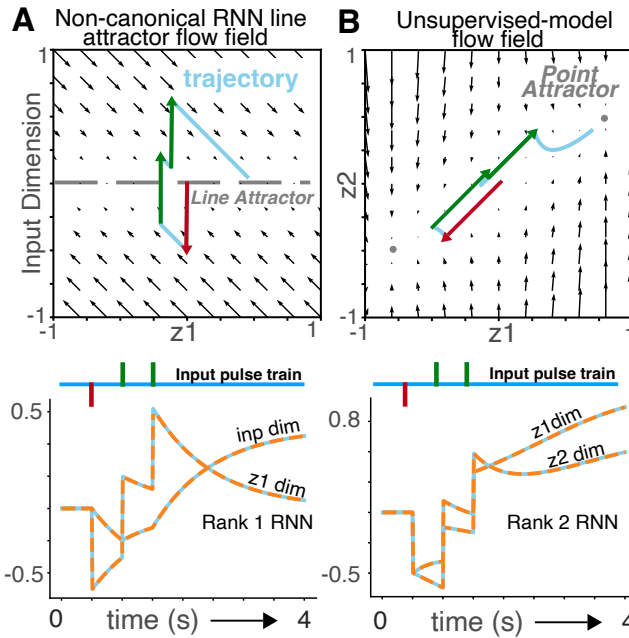 A
Non-canonical RNN line
attractor flow field
1
trajectory
Line Attractor
Input Dimension
-1
-1
z1
1
Input pulse train
0.5
inp dim
z1 dim
Rank 1 RNN
-0.5
0
time (s)
4
B
Unsupervised-model
flow field
1
Point
Attractor
z2
-1
-1
z1
1
Input pulse train
0.8
z1dim
z2 dim
Rank 2 RNN
-0.5
0
time (s)
4